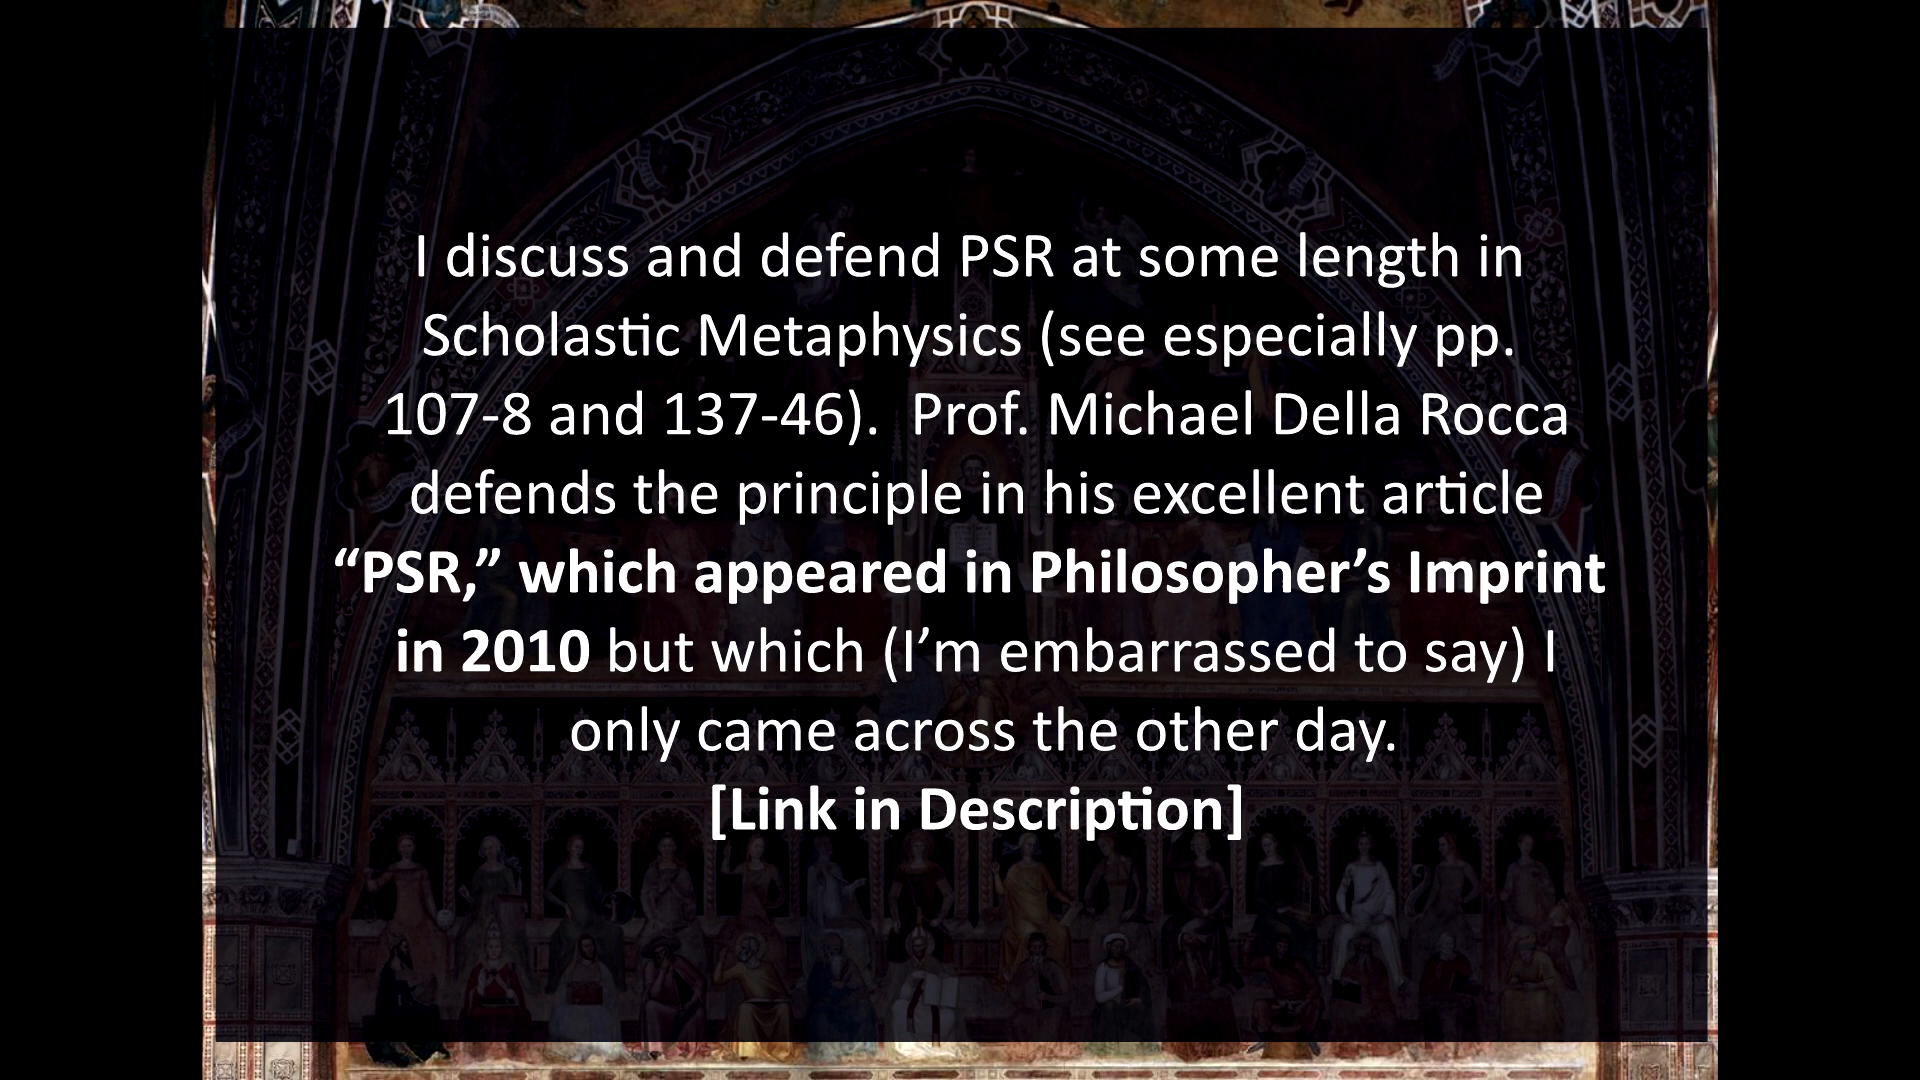 I discuss and defend PSR at some length in
Scholastic Metaphysics (see especially pp.
107-8 and 137-46).  Prof. Michael Della Rocca
defends the principle in his excellent article
“PSR,” which appeared in Philosopher’s Imprint
in 2010 but which (I’m embarrassed to say) I
only came across the other day.
[Link in Description]